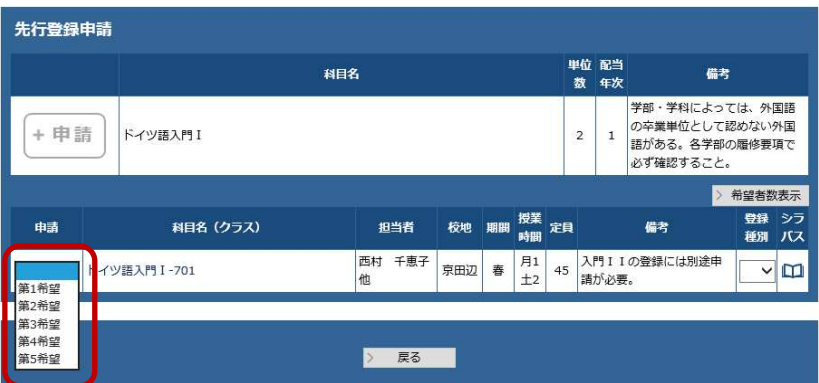 先行登録申請
科目名
単位数
配当年次
備考
+ 申請
ドイツ語入門Ⅰ
2
1
学部・学科によっては、外国語
の卒業単位として認めない外国
語がある。各学部の履修要項で
必ず確認すること。
> 希望者数表示
申請
科目名（クラス）
担当者
校地
期間
授業時間
定員
備考
登録種別
シラバス
ドイツ語入門Ⅰ-701
西村 千恵子
他
京田辺
春
月1
土2
45
入門ＩＩの登録には別途申
請が必要。
第1希望
第2希望
第3希望
第4希望
第5希望
> 戻る